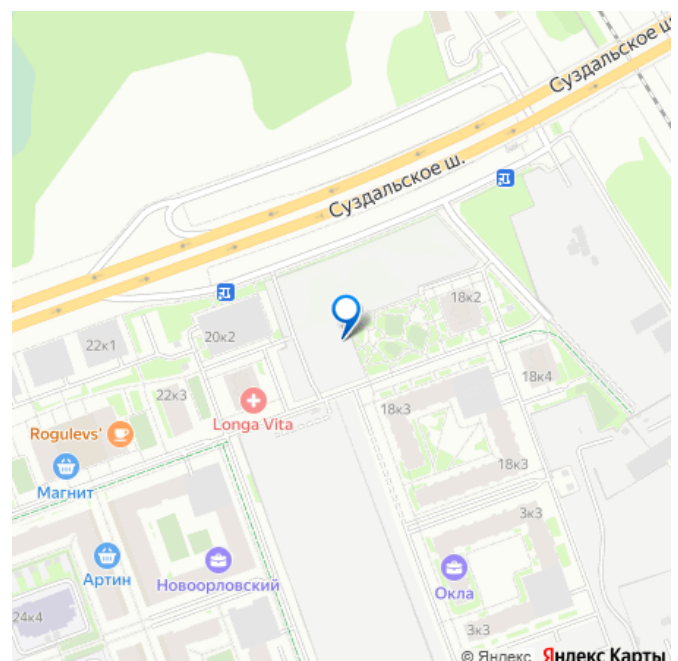 Суздальское ш
Суздальское ш.
18к2
20к2
22к1
18к4
22к3
18к3
Longa Vita
Rogulevs'
18к3
Магнит
3к3
Артин
Новоорловский
Окла
24к4
3к3
© Яндекс Яндекс Карты